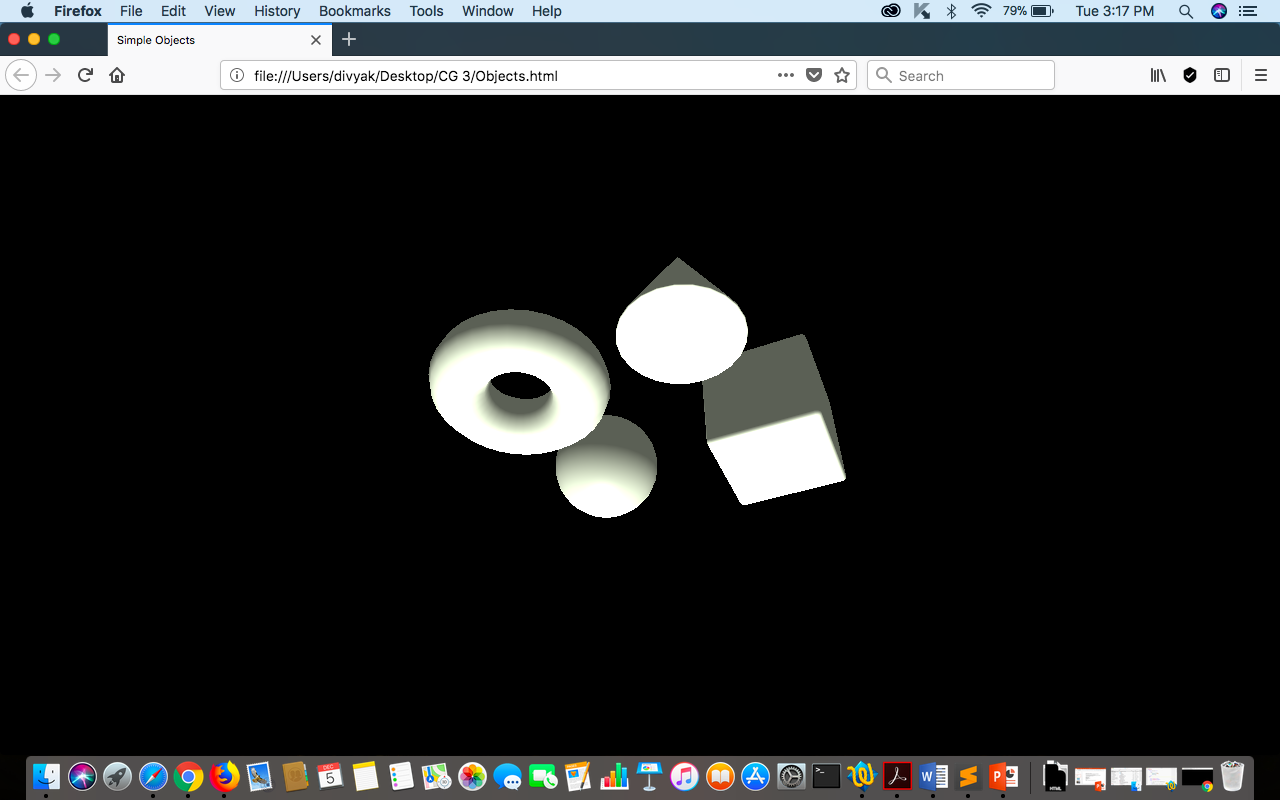 Firefox File Edit View History Bookmarks Tools Window Help 79% Tue 3:17 PM
Simple Objects
file:///Users/divyak/Desktop/CG 3/Objects.html Search
DEC
5
HTML